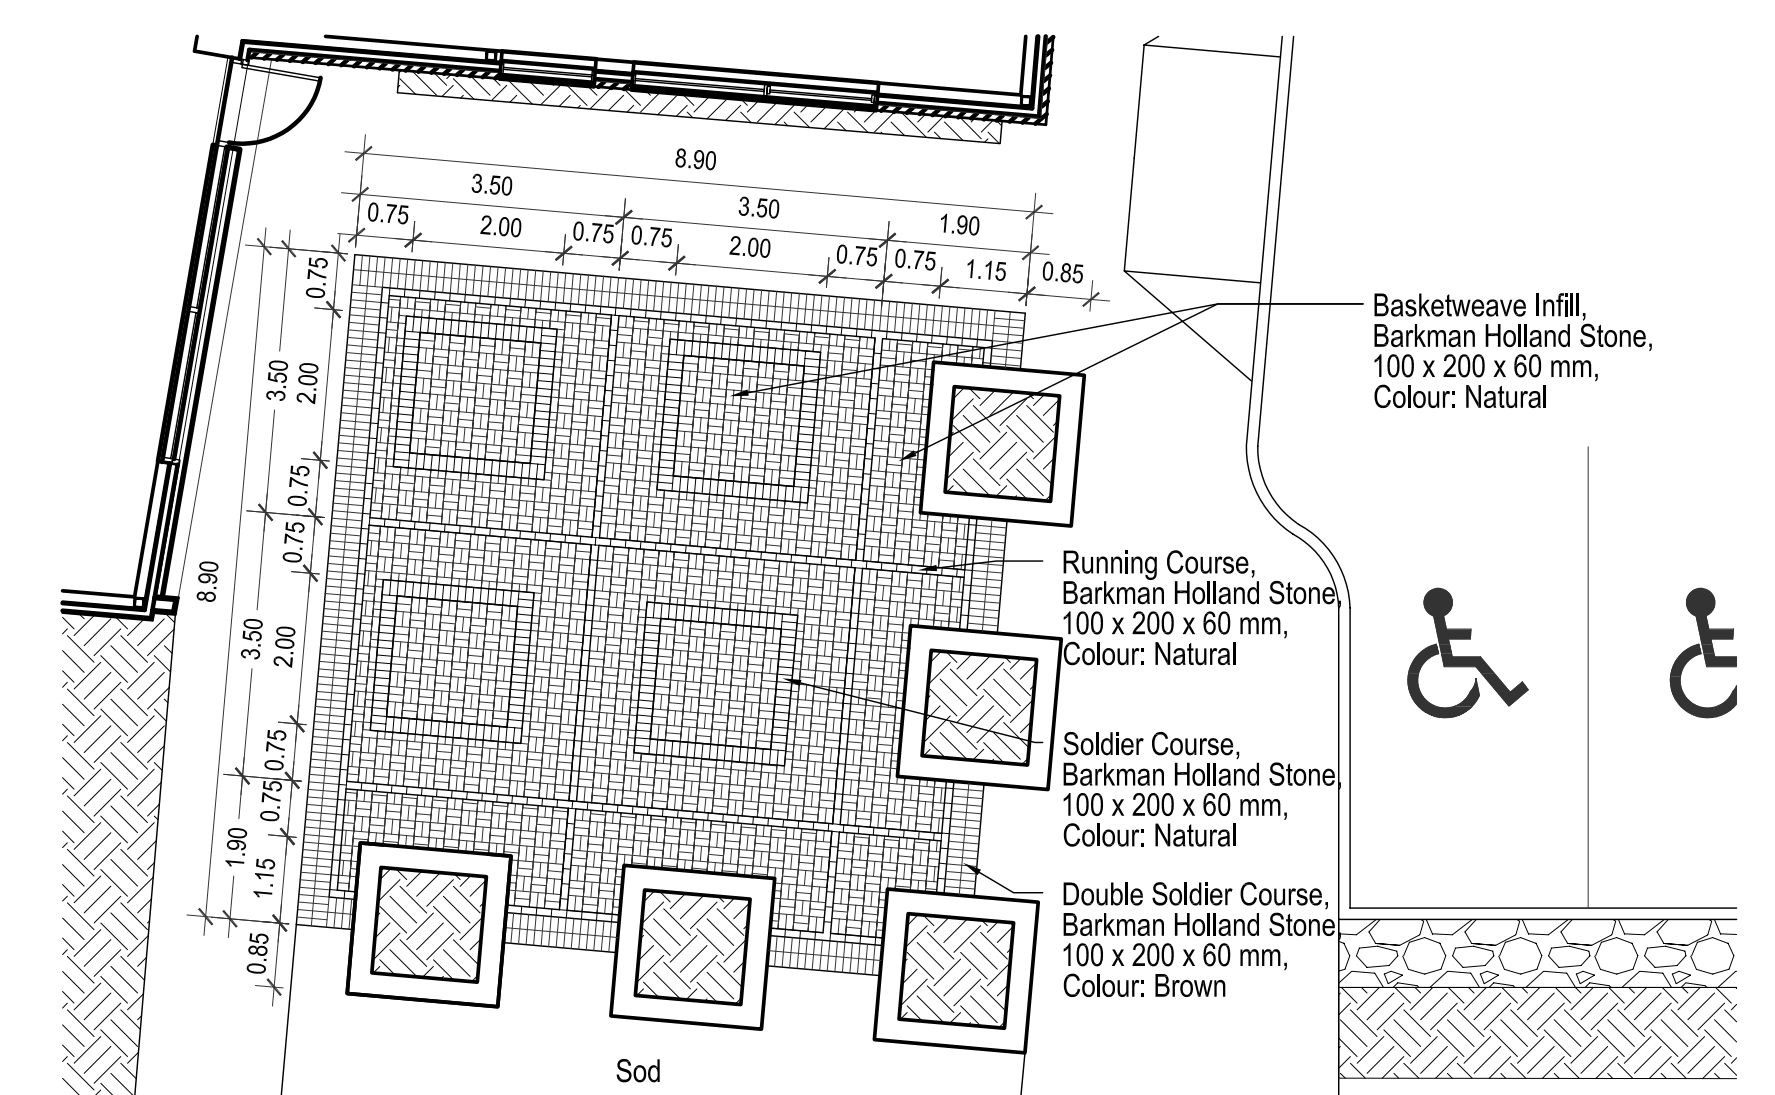 8.90
3.50
3.50
1.90
0.75
2.00
0.75
0.75
2.00
0.75
0.75
1.15
0.85
0.75
2.00
3.50
0.75
0.75
8.90
3.50
2.00
0.75
0.75
1.90
1.15
0.85
Basketweave Infill,
Barkman Holland Stone,
100 x 200 x 60 mm,
Colour: Natural
Running Course,
Barkman Holland Stone,
100 x 200 x 60 mm,
Colour: Natural
Soldier Course,
Barkman Holland Stone,
100 x 200 x 60 mm,
Colour: Natural
Double Soldier Course,
Barkman Holland Stone,
100 x 200 x 60 mm,
Colour: Brown
Sod